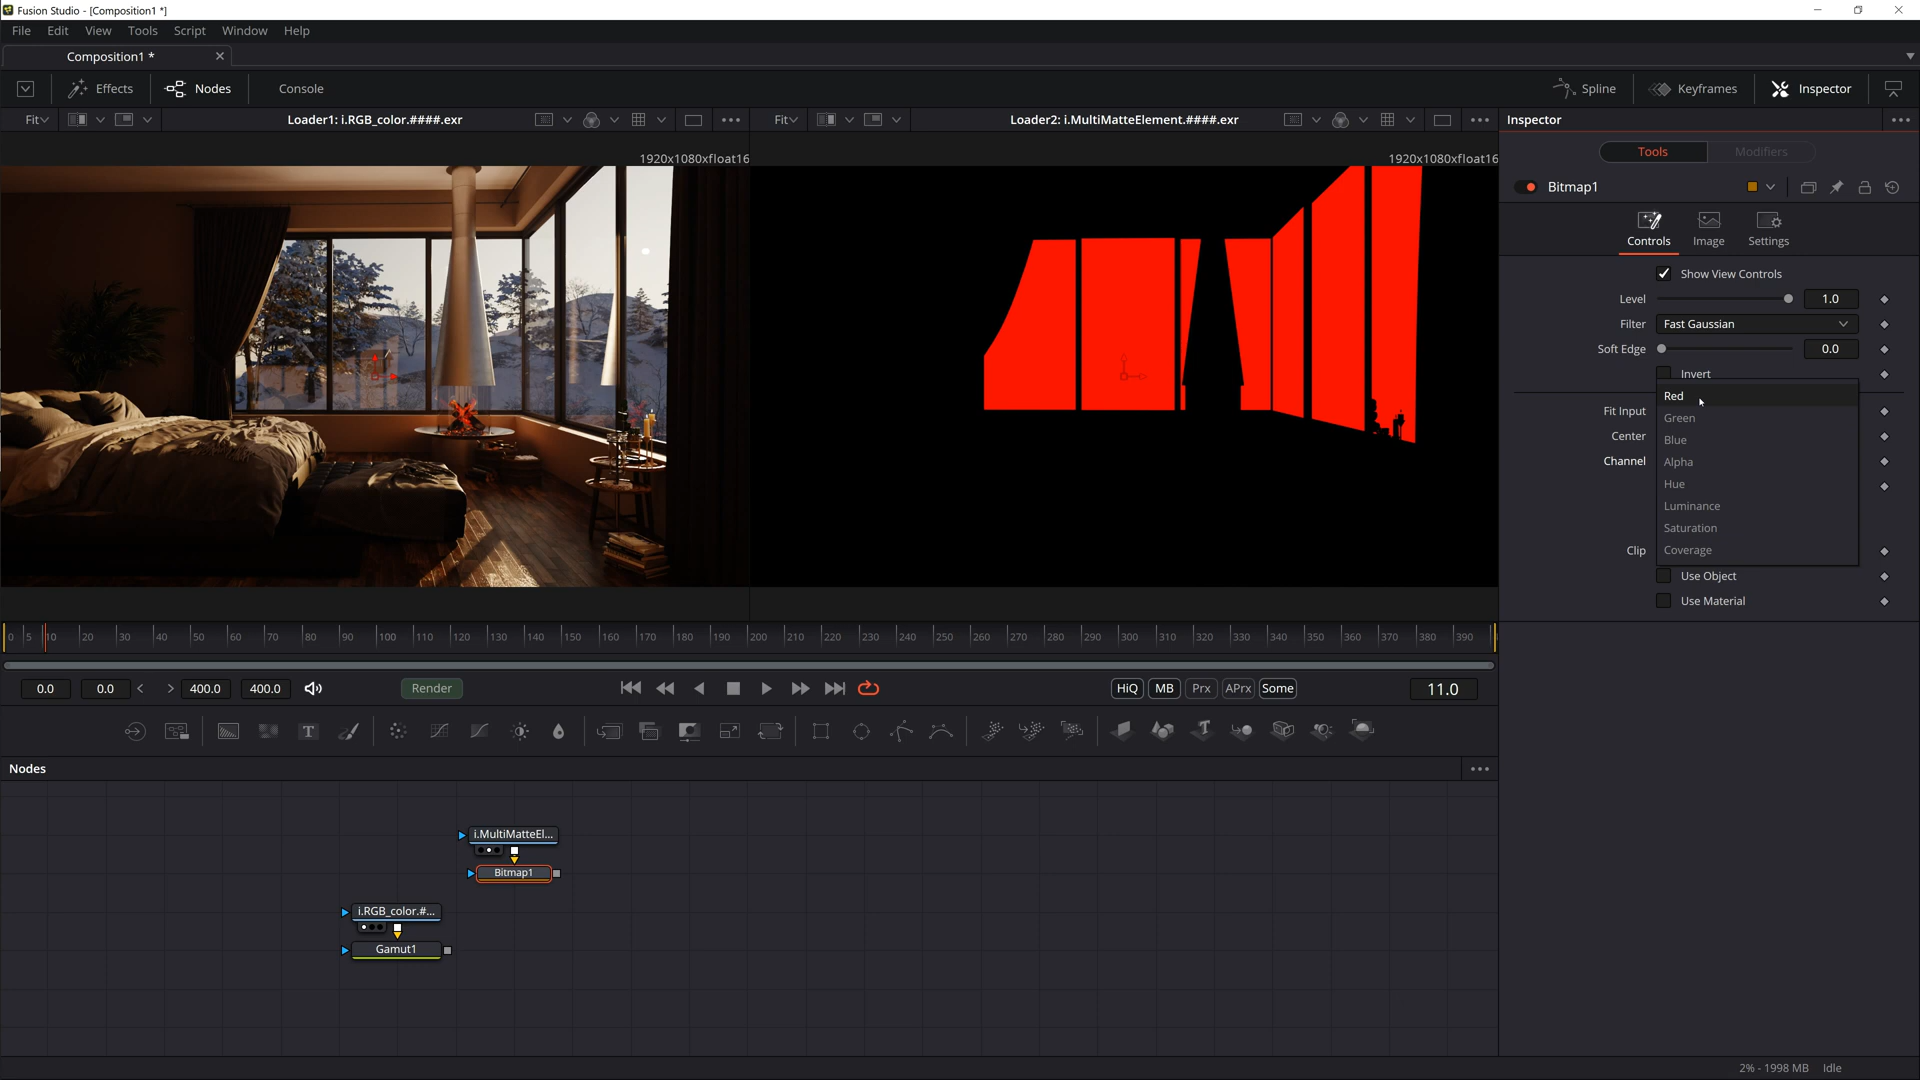 Fusion Studio - [Composition1 *]
File Edit View Tools Script Window Help
Composition1 *
Effects Nodes Console Spline Keyframes Inspector
Fit Loader1: i.RGB_color.####.exr Fit Loader2: i.MultiMatteElement.####.exr Inspector
1920x1080xfloat16 1920x1080xfloat16
Tools Modifiers
Bitmap1
Controls Image Settings
Show View Controls
Level 1.0
Filter Fast Gaussian
Soft Edge 0.0
Invert
Red
Fit Input
Green
Center
Blue
Channel
Alpha
Hue
Luminance
Saturation
Clip
Coverage
Use Object
Use Material
0 5 10 20 30 40 50 60 70 80 90 100 110 120 130 140 150 160 170 180 190 200 210 220 230 240 250 260 270 280 290 300 310 320 330 340 350 360 370 380 390
0.0 0.0 400.0 400.0 Render HiQ MB Prx APrx Some 11.0
T T
Nodes
i.MultiMatteEl...
Bitmap1
i.RGB_color.#...
Gamut1
2% - 1998 MB Idle